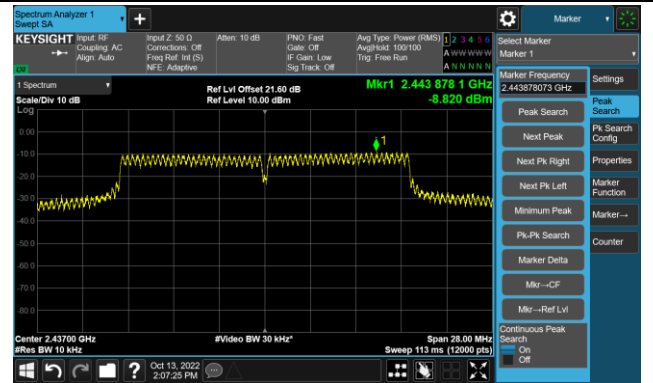 Spectrum Analyzer 1
Swept SA
+
Marker
KEYSIGHT
Input: RF
Coupling: AC
Align: Auto
Input Z: 50 Ω
Corrections: Off
Freq Ref: Int (S)
NFE: Adaptive
Atten: 10 dB
PNO: Fast
Gate: Off
IF Gain: Low
Sig Track: Off
Avg Type: Power (RMS)
Avg|Hold: 100/100
Trig: Free Run
1 2 3 4 5 6
A W W W W W
A N N N N N
Select Marker
Marker 1
1 Spectrum
Scale/Div 10 dB
Log
Ref Lvl Offset 21.60 dB
Ref Level 10.00 dBm
Mkr1 2.443 878 1 GHz
-8.820 dBm
0.00
-10.0
-20.0
-30.0
-40.0
-50.0
-60.0
-70.0
-80.0
1
Center 2.43700 GHz
#Res BW 10 kHz
#Video BW 30 kHz*
Span 28.00 MHz
Sweep 113 ms (12000 pts)
Marker Frequency
2.443878073 GHz
Peak Search
Next Peak
Next Pk Right
Next Pk Left
Minimum Peak
Pk-Pk Search
Marker Delta
Mkr→CF
Mkr→Ref Lvl
Continuous Peak
Search
On
Off
Settings
Peak
Search
Pk Search
Config
Properties
Marker
Function
Marker→
Counter
?
Oct 13, 2022
2:07:25 PM